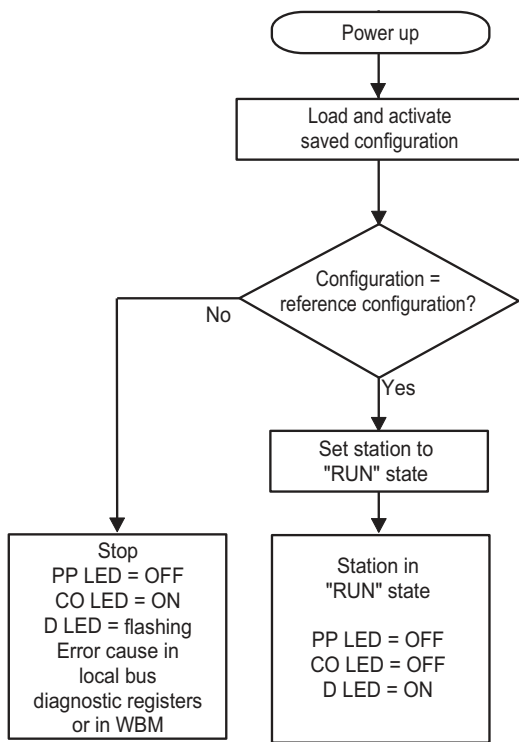 Power up
Load and activate
saved configuration
Configuration =
reference configuration?
No
Yes
Set station to
"RUN" state
Stop
PP LED = OFF
CO LED = ON
D LED = flashing
Error cause in
local bus
diagnostic registers
or in WBM
Station in
"RUN" state
PP LED = OFF
CO LED = OFF
D LED = ON